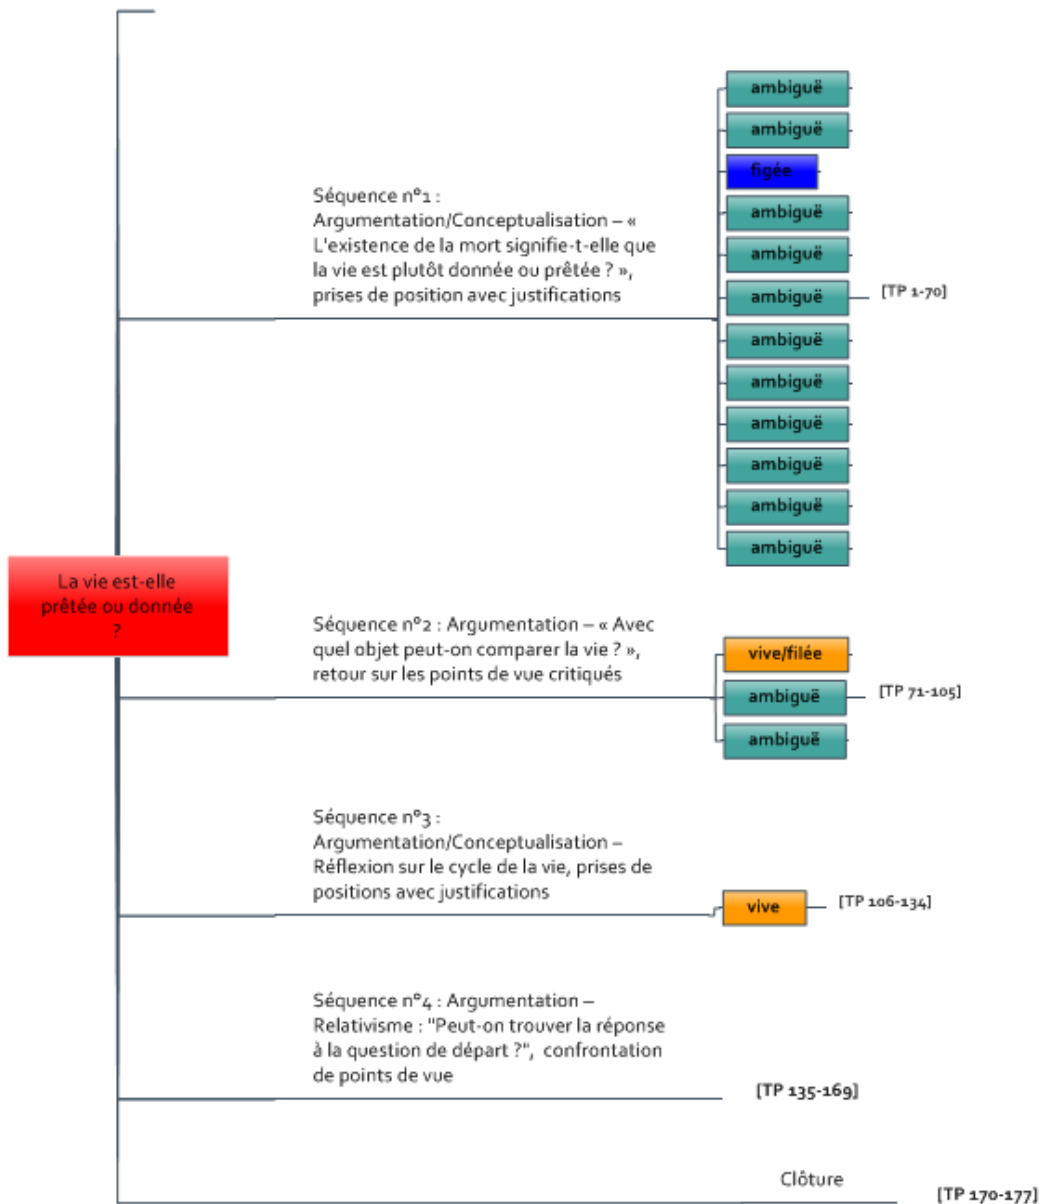 ambiguë
ambiguë
figée
ambiguë
ambiguë
ambiguë
ambiguë
ambiguë
ambiguë
ambiguë
ambiguë
ambiguë
Séquence n°1 :
Argumentation/Conceptualisation – «
L'existence de la mort signifie-t-elle que
la vie est plutôt donnée ou prêtée ? »,
prises de position avec justifications
[TP 1-70]
La vie est-elle
prêtée ou donnée
?
Séquence n°2 : Argumentation – « Avec
quel objet peut-on comparer la vie ? »,
retour sur les points de vue critiqués
vive/filée
ambiguë
ambiguë
[TP 71-105]
Séquence n°3 :
Argumentation/Conceptualisation –
Réflexion sur le cycle de la vie, prises de
positions avec justifications
vive
[TP 106-134]
Séquence n°4 : Argumentation –
Relativisme : "Peut-on trouver la réponse
à la question de départ ?", confrontation
de points de vue
[TP 135-169]
Clôture
[TP 170-177]